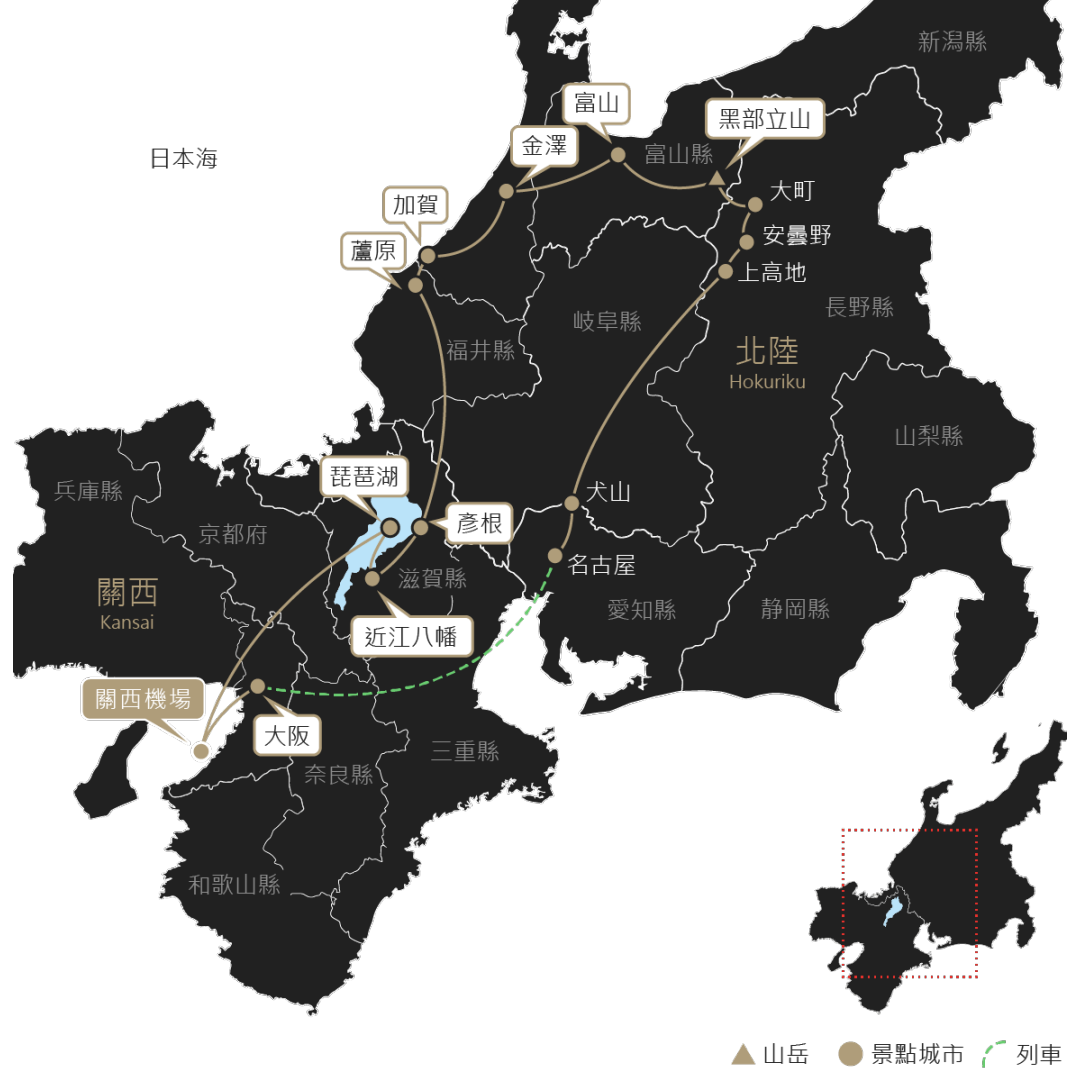 新潟縣
富山
黑部立山
金澤
富山縣
日本海
大町
加賀
安曇野
蘆原
上高地
長野縣
岐阜縣
福井縣
北陸
Hokuriku
山梨縣
琵琶湖
兵庫縣
犬山
彥根
京都府
名古屋
滋賀縣
關西
Kansai
愛知縣
静岡縣
近江八幡
關西機場
大阪
三重縣
奈良縣
和歌山縣
山岳
景點城市
列車